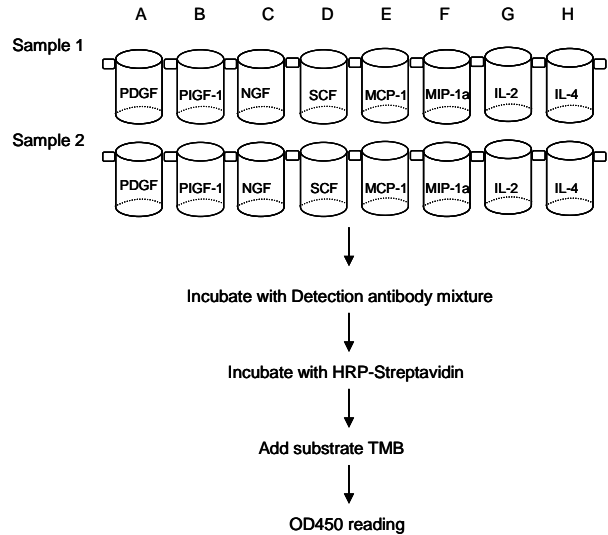 A B C D E F G H
Sample 1
PDGF PIGF-1 NGF SCF MCP-1 MIP-1a IL-2 IL-4
Sample 2
PDGF PIGF-1 NGF SCF MCP-1 MIP-1a IL-2 IL-4
Incubate with Detection antibody mixture
Incubate with HRP-Streptavidin
Add substrate TMB
OD450 reading